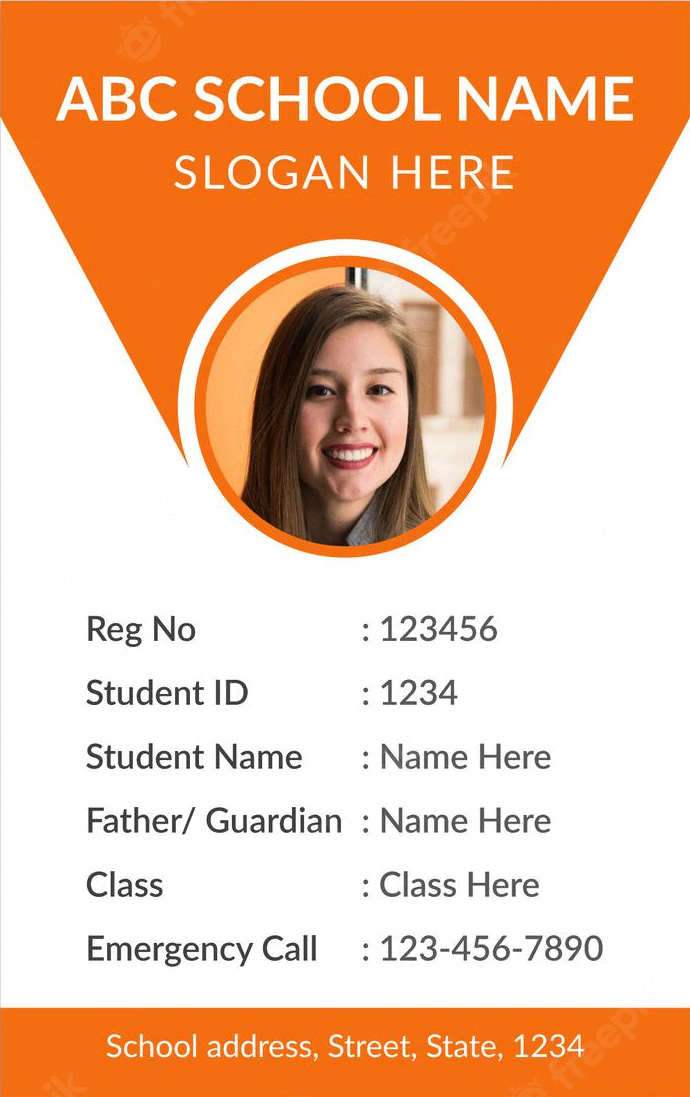 ABC SCHOOL NAME
SLOGAN HERE
freepik
Reg No : 123456
Student ID : 1234
Student Name : Name Here
Father/ Guardian : Name Here
Class : Class Here
Emergency Call : 123-456-7890
School address, Street, State, 1234